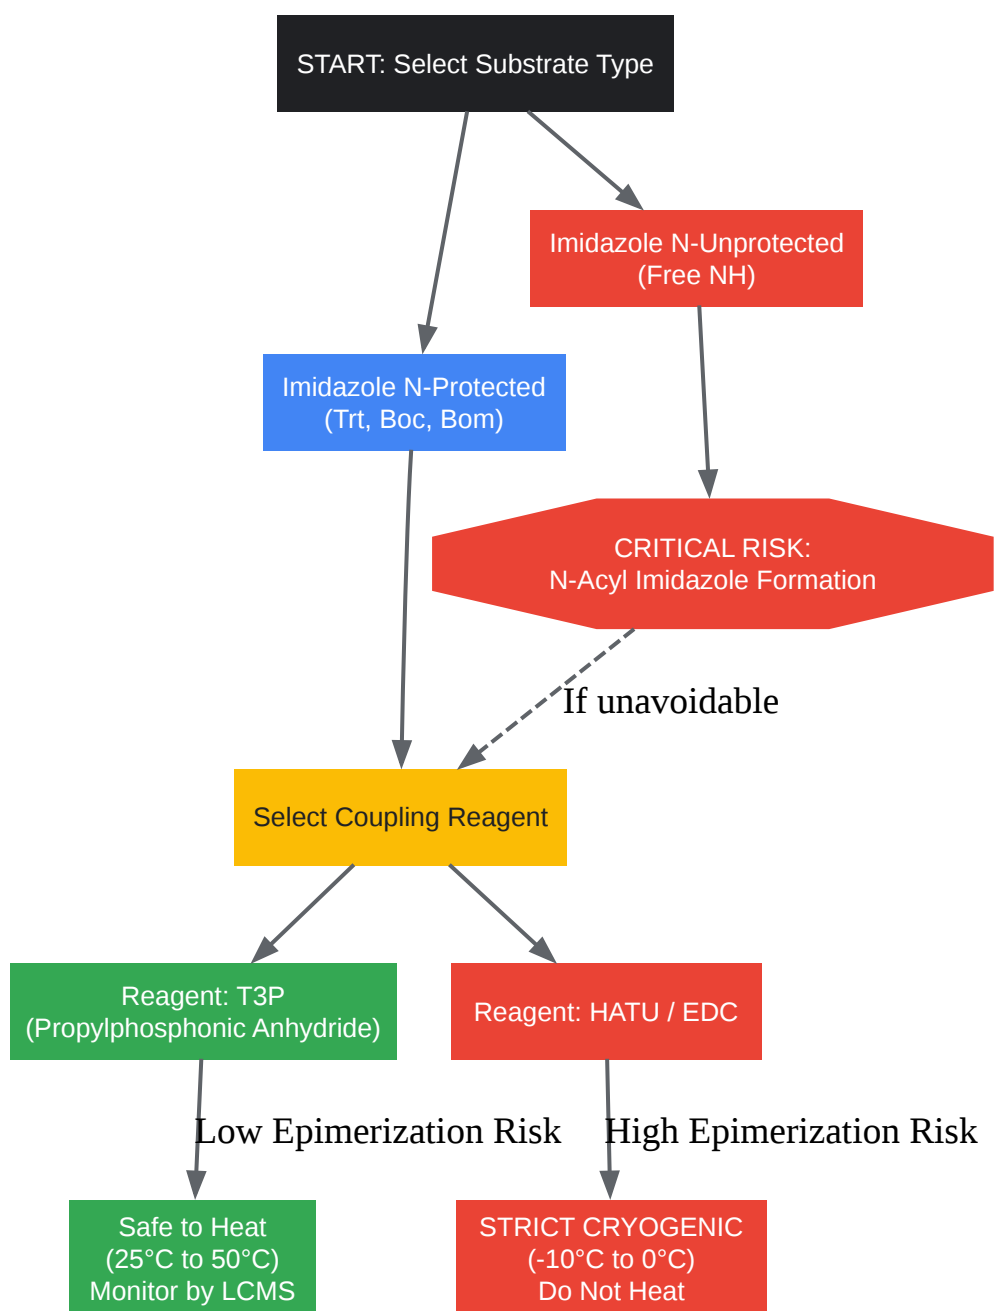 START: Select Substrate Type
Imidazole N-Unprotected
(Free NH)
Imidazole N-Protected
(Trt, Boc, Bom)
CRITICAL RISK:
N-Acyl Imidazole Formation
If unavoidable
Select Coupling Reagent
Reagent: T3P
(Propylphosphonic Anhydride)
Reagent: HATU / EDC
Low Epimerization Risk
High Epimerization Risk
Safe to Heat
(25°C to 50°C)
Monitor by LCMS
STRICT CRYOGENIC
(-10°C to 0°C)
Do Not Heat